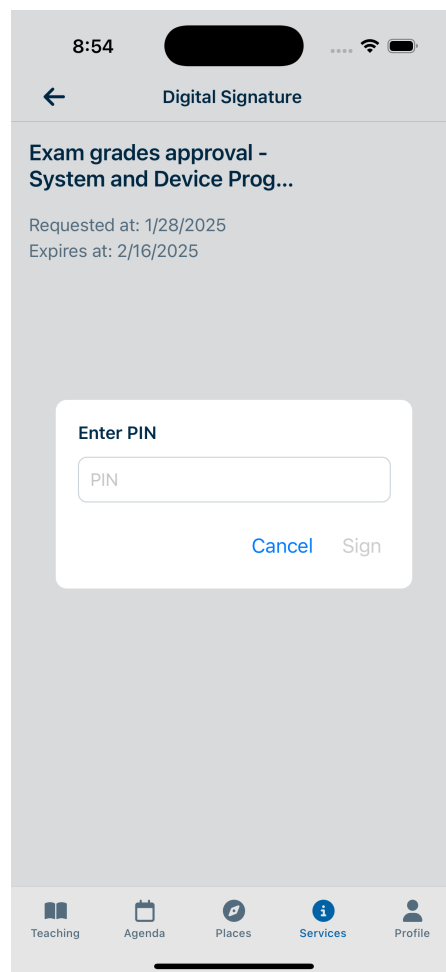 8:54
Digital Signature
Exam grades approval -
System and Device Prog...
Requested at: 1/28/2025
Expires at: 2/16/2025
Enter PIN
PIN
Cancel Sign
Teaching Agenda Places Services Profile